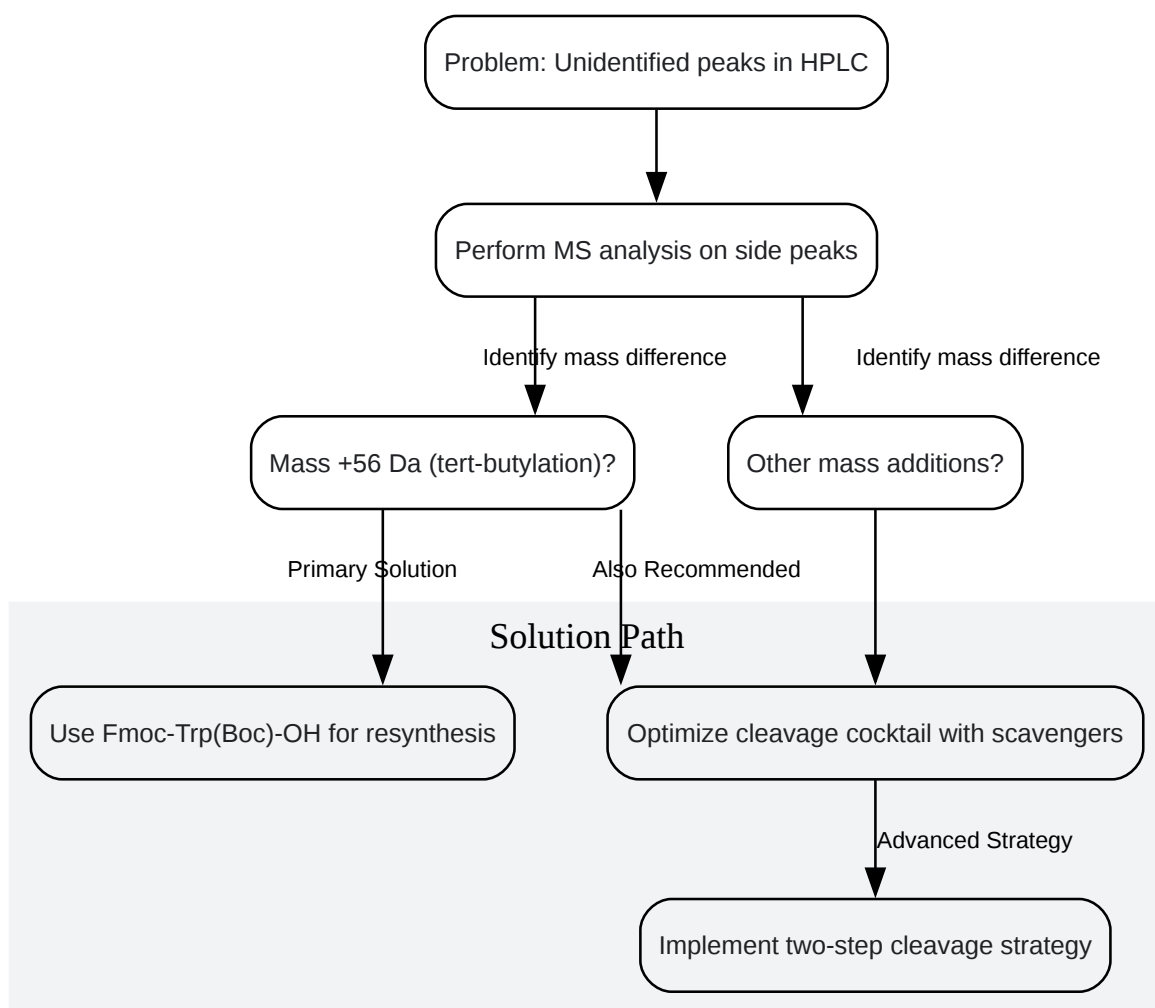 Problem: Unidentified peaks in HPLC
Perform MS analysis on side peaks
Identify mass difference
Identify mass difference
Mass +56 Da (tert-butylation)?
Other mass additions?
Primary Solution
Also Recommended
Solution Path
Use Fmoc-Trp(Boc)-OH for resynthesis
Optimize cleavage cocktail with scavengers
Advanced Strategy
Implement two-step cleavage strategy